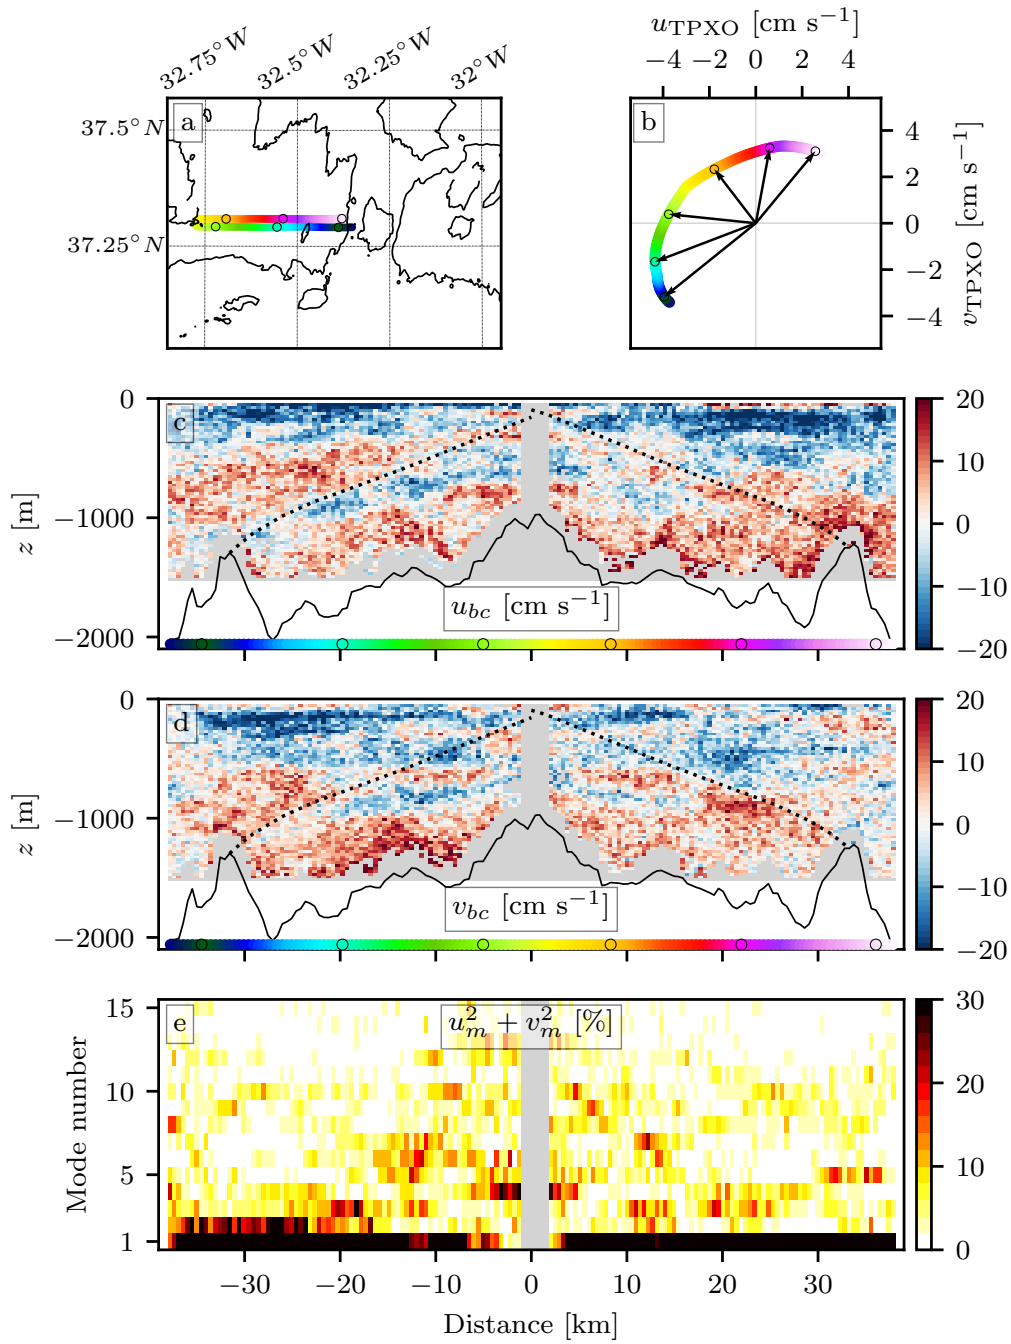 u_TPXO [cm s⁻¹]
−4 −2 0 2 4
32.75°W 32.5°W 32.25°W 32°W
37.5°N
37.25°N
a
b
4
2
0
−2
−4
v_TPXO [cm s⁻¹]
c
0
−1000
−2000
z [m]
u_bc [cm s⁻¹]
20
10
0
−10
−20
d
0
−1000
−2000
z [m]
v_bc [cm s⁻¹]
20
10
0
−10
−20
e
u²_m + v²_m [%]
15
10
5
1
Mode number
30
20
10
0
−30 −20 −10 0 10 20 30
Distance [km]